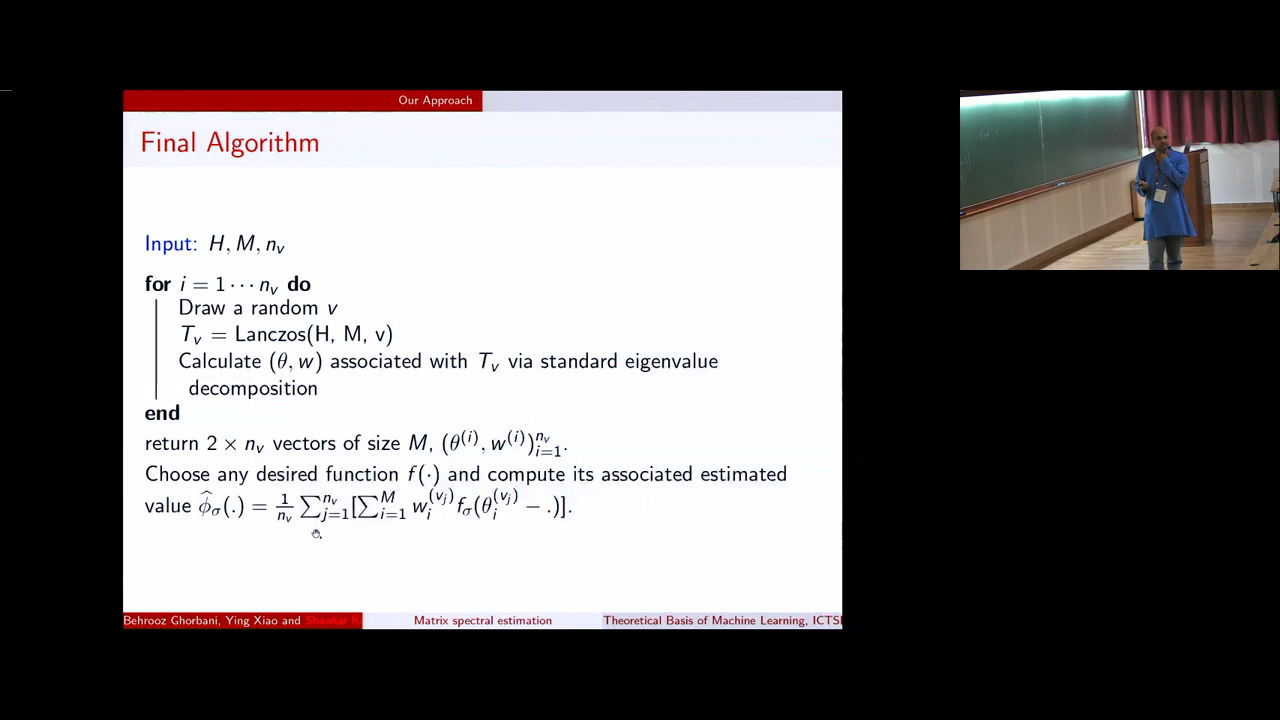 Our Approach
Final Algorithm
Input: H, M, n_v
for i = 1 ⋯ n_v do
Draw a random v
T_v = Lanczos(H, M, v)
Calculate (θ, w) associated with T_v via standard eigenvalue
decomposition
end
return 2 × n_v vectors of size M, (θ^(i), w^(i))_{i=1}^{n_v}.
Choose any desired function f(·) and compute its associated estimated
value φ̂_σ(.) = 1/n_v ∑_{j=1}^{n_v}[∑_{i=1}^{M} w_i^{(v_j)} f_σ(θ_i^{(v_j)} − .)].
Behrooz Ghorbani, Ying Xiao and Shankar
Matrix spectral estimation
Theoretical Basis of Machine Learning, ICTS